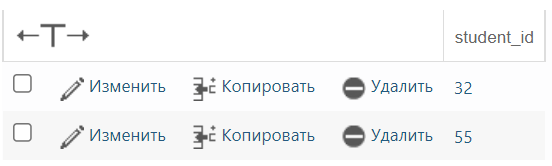 student_id
Изменить Копировать Удалить 32
Изменить Копировать Удалить 55